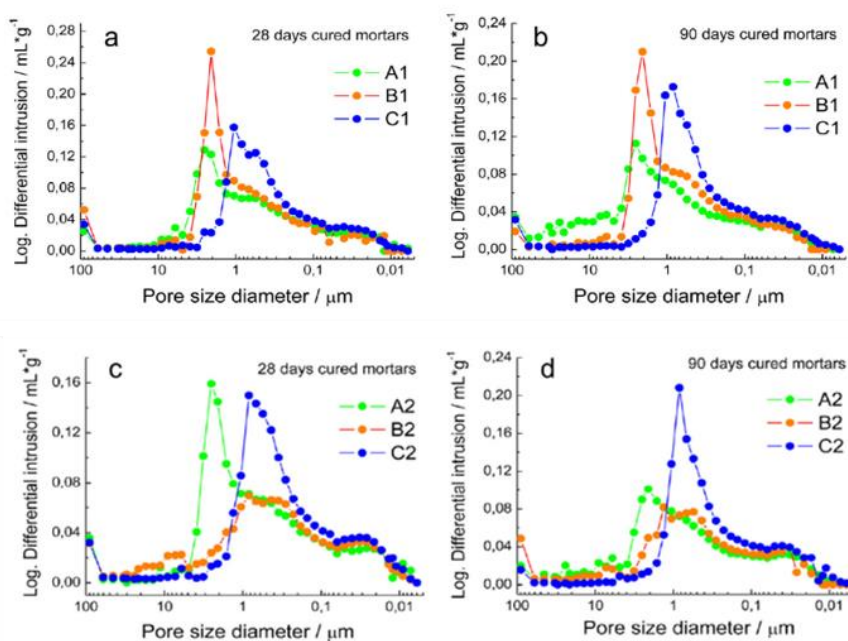 a
28 days cured mortars
A1
B1
C1
Log. Differential intrusion / mL*g⁻¹
0,28
0,24
0,20
0,16
0,12
0,08
0,04
0,00
100
10
1
0,1
0,01
Pore size diameter / μm
b
90 days cured mortars
A1
B1
C1
Log. Differential intrusion / mL*g⁻¹
0,24
0,20
0,16
0,12
0,08
0,04
0,00
100
10
1
0,1
0,01
Pore size diameter / μm
c
28 days cured mortars
A2
B2
C2
Log. Differential intrusion / mL*g⁻¹
0,16
0,12
0,08
0,04
0,00
100
10
1
0,1
0,01
Pore size diameter / μm
d
90 days cured mortars
A2
B2
C2
Log. Differential intrusion / mL*g⁻¹
0,24
0,20
0,16
0,12
0,08
0,04
0,00
100
10
1
0,1
0,01
Pore size diameter / μm